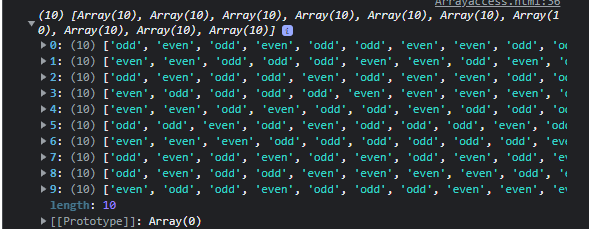 Arrayaccess.html:56
(10) [Array(10), Array(10), Array(10), Array(10), Array(10), Array(10), Array(1
0), Array(10), Array(10), Array(10)]
0: (10) ['odd', 'even', 'odd', 'even', 'odd', 'odd', 'even', 'even', 'odd',
1: (10) ['even', 'even', 'odd', 'odd', 'odd', 'even', 'even', 'odd', 'even',
2: (10) ['odd', 'even', 'odd', 'even', 'even', 'odd', 'even', 'even', 'even',
3: (10) ['even', 'odd', 'odd', 'odd', 'odd', 'even', 'even', 'even', 'even',
4: (10) ['even', 'odd', 'even', 'odd', 'odd', 'odd', 'even', 'odd', 'even',
5: (10) ['odd', 'odd', 'even', 'odd', 'even', 'odd', 'odd', 'odd', 'even',
6: (10) ['even', 'even', 'even', 'odd', 'odd', 'odd', 'odd', 'odd', 'even',
7: (10) ['odd', 'even', 'odd', 'odd', 'even', 'odd', 'even', 'even', 'odd',
8: (10) ['odd', 'even', 'odd', 'odd', 'even', 'even', 'odd', 'even', 'odd',
9: (10) ['even', 'odd', 'odd', 'even', 'odd', 'odd', 'odd', 'even', 'even',
length: 10
[[Prototype]]: Array(0)